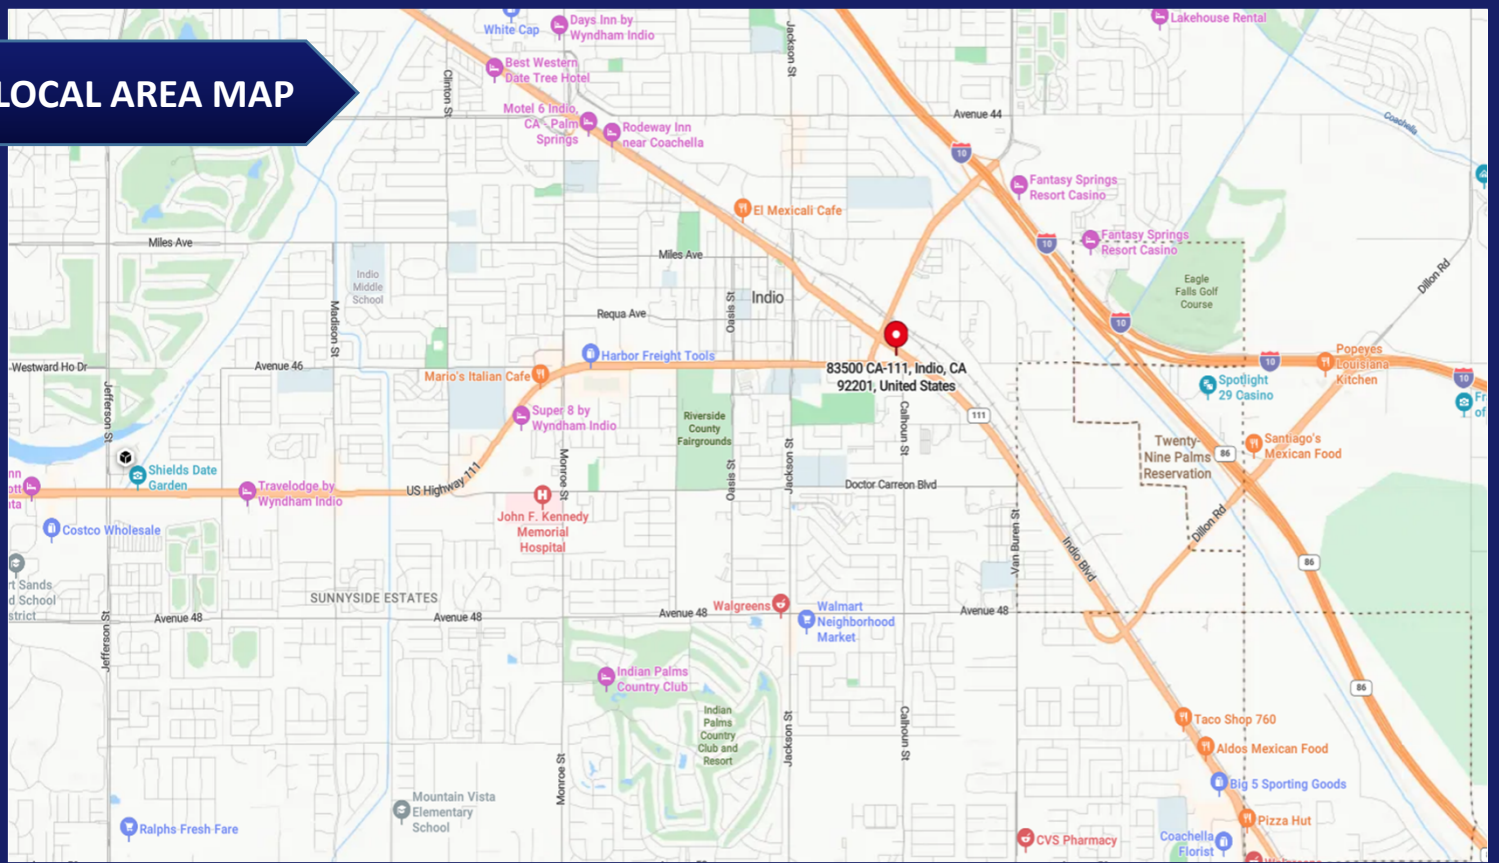 LOCAL AREA MAP
White Cap
Days Inn by
Wyndham Indio
Jackson St
Lakehouse Rental
Best Western
Date Tree Hotel
Clinton St
Motel 6 Indio,
CA - Palm
Springs
Rodeway Inn
near Coachella
Avenue 44
Coachella
10
Fantasy Springs
Resort Casino
El Mexicali Cafe
Miles Ave
Miles Ave
10
Fantasy Springs
Resort Casino
Indio
Middle
School
Indio
Eagle
Falls Golf
Course
Dillon Rd
Madison St
Requa Ave
Oasis St
10
Harbor Freight Tools
Westward Ho Dr
Avenue 46
Mario's Italian Cafe
83500 CA-111, Indio, CA
92201, United States
10
Popeyes
Louisiana
Kitchen
10
Spotlight
29 Casino
Fr
of
Jefferson St
Super 8 by
Wyndham Indio
Riverside
County
Fairgrounds
Calhoun St
111
Twenty-
Nine Palms
Reservation
86
Santiago's
Mexican Food
Shields Date
Garden
nn
ott
nta
Travelodge by
Wyndham Indio
US Highway 111
Monroe St
Oasis St
Jackson St
Doctor Carreon Blvd
John F. Kennedy
Memorial
Hospital
Costco Wholesale
Van Buren St
Indio Blvd
Dillon Rd
86
rt Sands
d School
strict
SUNNYSIDE ESTATES
Avenue 48
Avenue 48
Avenue 48
Walgreens
Walmart
Neighborhood
Market
Avenue 48
Jefferson St
Indian Palms
Country Club
86
Indian
Palms
Country
Club and
Resort
Jackson St
Calhoun St
Taco Shop 760
Aldos Mexican Food
Monroe St
Big 5 Sporting Goods
Mountain Vista
Elementary
School
Ralphs Fresh Fare
Pizza Hut
CVS Pharmacy
Coachella
Florist